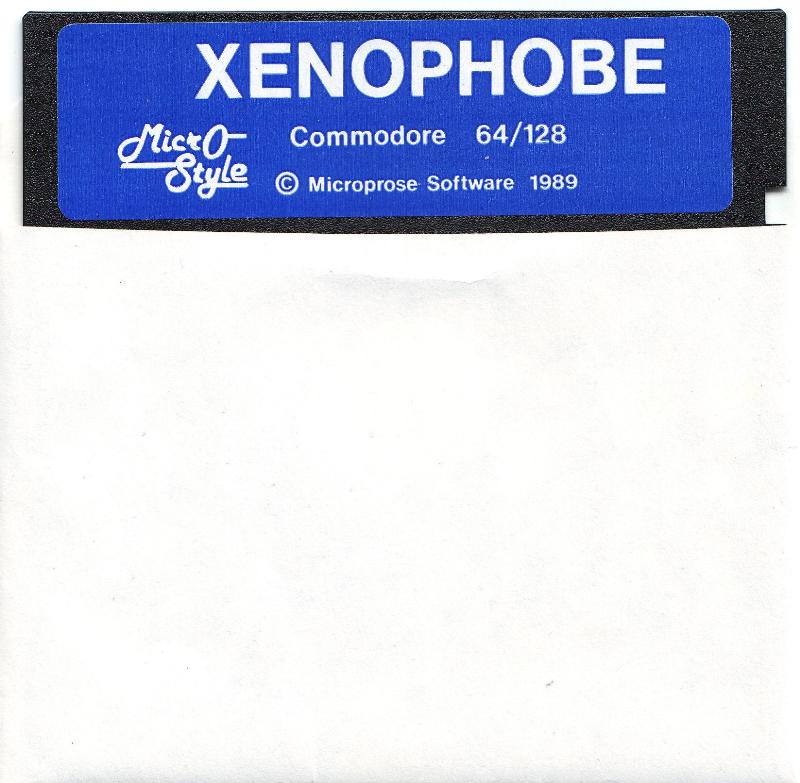 XENOPHOBE
Micro
Style
Commodore 64/128
© Microprose Software 1989